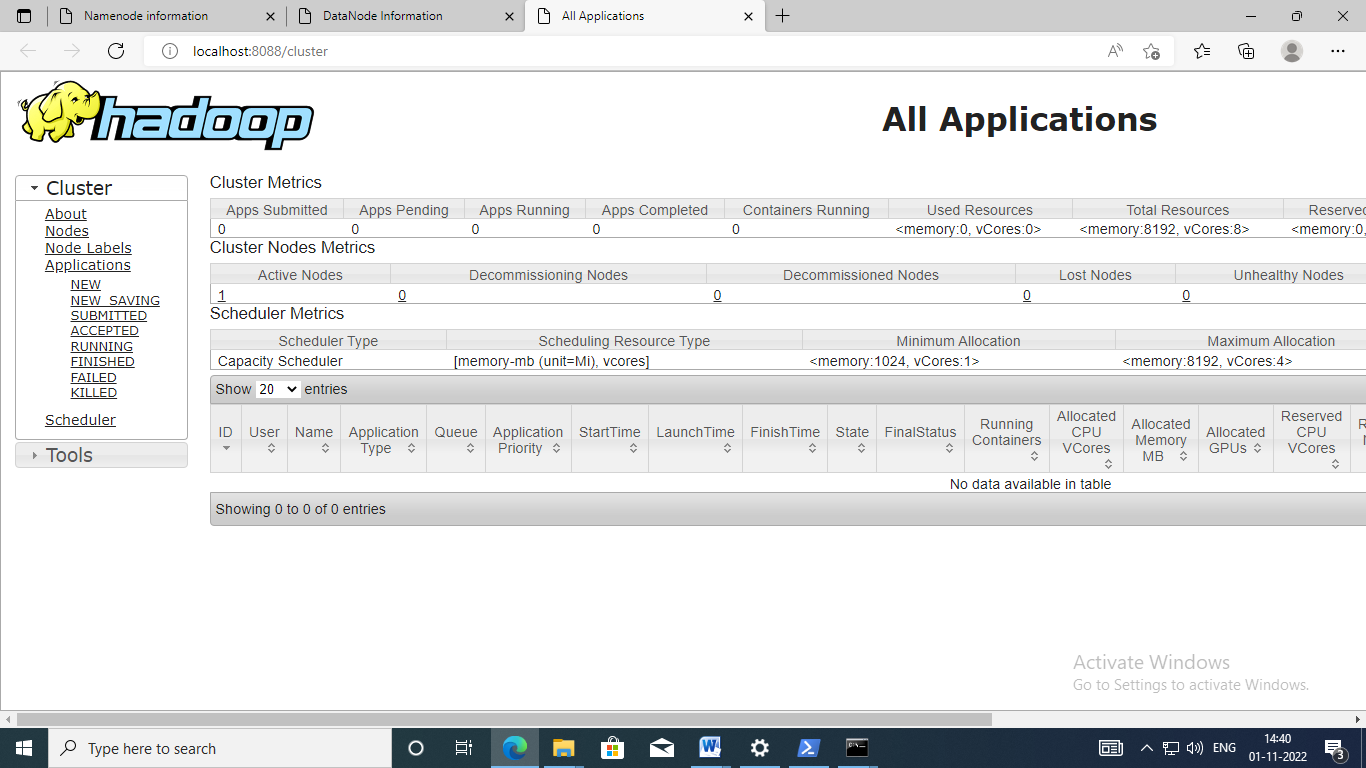 Namenode information
DataNode Information
All Applications
localhost:8088/cluster
hadoop
All Applications
Cluster
About
Nodes
Node Labels
Applications
NEW
NEW_SAVING
SUBMITTED
ACCEPTED
RUNNING
FINISHED
FAILED
KILLED
Scheduler
Tools
Cluster Metrics
Apps Submitted Apps Pending Apps Running Apps Completed Containers Running Used Resources Total Resources Reserved
0 0 0 0 0 <memory:0, vCores:0> <memory:8192, vCores:8> <memory:0,
Cluster Nodes Metrics
Active Nodes Decommissioning Nodes Decommissioned Nodes Lost Nodes Unhealthy Nodes
1 0 0 0 0
Scheduler Metrics
Scheduler Type Scheduling Resource Type Minimum Allocation Maximum Allocation
Capacity Scheduler [memory-mb (unit=Mi), vcores] <memory:1024, vCores:1> <memory:8192, vCores:4>
Show 20 entries
ID User Name Application Type Queue Application Priority StartTime LaunchTime FinishTime State FinalStatus Running Containers Allocated CPU VCores Allocated Memory MB Allocated GPUs Reserved CPU VCores
No data available in table
Showing 0 to 0 of 0 entries
Activate Windows
Go to Settings to activate Windows.
Type here to search
ENG
14:40
01-11-2022
3